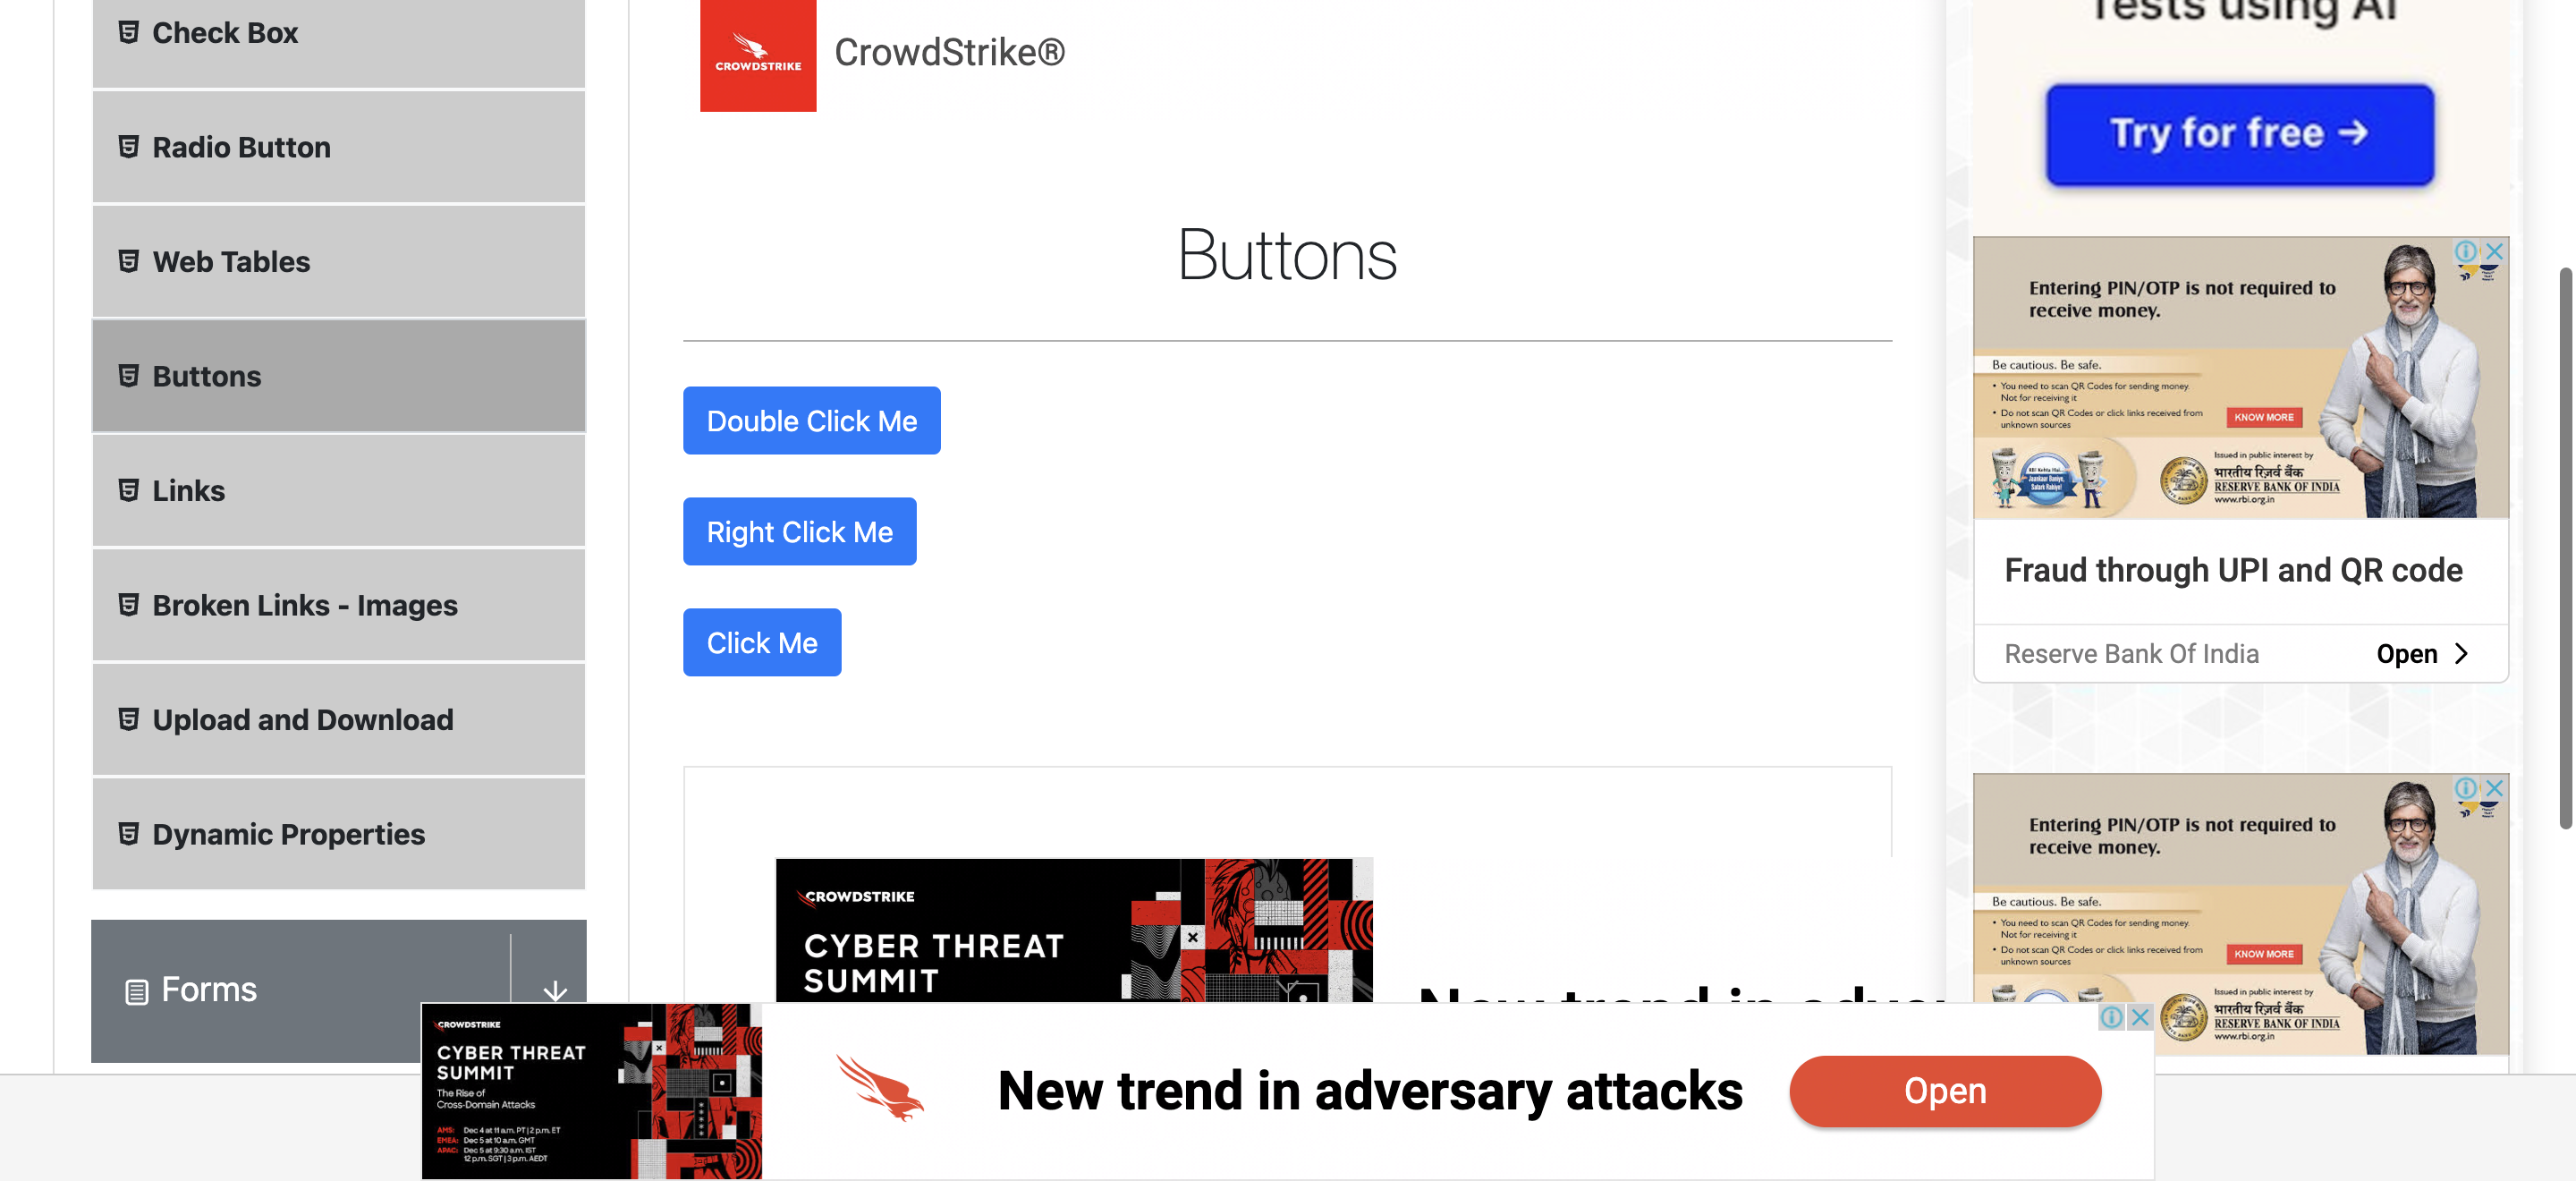 Check Box
Radio Button
Web Tables
Buttons
Links
Broken Links - Images
Upload and Download
Dynamic Properties
Forms
CROWDSTRIKE
CrowdStrike®
Buttons
Double Click Me
Right Click Me
Click Me
CROWDSTRIKE
CYBER THREAT
SUMMIT
New trend in adve
Tests using AI
Try for free →
Entering PIN/OTP is not required to
receive money.
Be cautious. Be safe.
• You need to scan QR Codes for sending money.
Not for receiving it
• Do not scan QR Codes or click links received from
unknown sources
KNOW MORE
RBI Kehta Hai...
Jaankaar Baniye,
Satark Rahiye!
Issued in public interest by
भारतीय रिज़र्व बैंक
RESERVE BANK OF INDIA
www.rbi.org.in
Fraud through UPI and QR code
Reserve Bank Of India
Open
Entering PIN/OTP is not required to
receive money.
Be cautious. Be safe.
• You need to scan QR Codes for sending money.
Not for receiving it
• Do not scan QR Codes or click links received from
unknown sources
KNOW MORE
Issued in public interest by
भारतीय रिज़र्व बैंक
RESERVE BANK OF INDIA
www.rbi.org.in
CROWDSTRIKE
CYBER THREAT
SUMMIT
The Rise of
Cross-Domain Attacks
AMS: Dec 4 at 11 a.m. PT | 2 p.m. ET
EMEA: Dec 5 at 10 a.m. GMT
APAC: Dec 5 at 9:30 a.m. IST
12 p.m. SGT | 3 p.m. AEDT
New trend in adversary attacks
Open